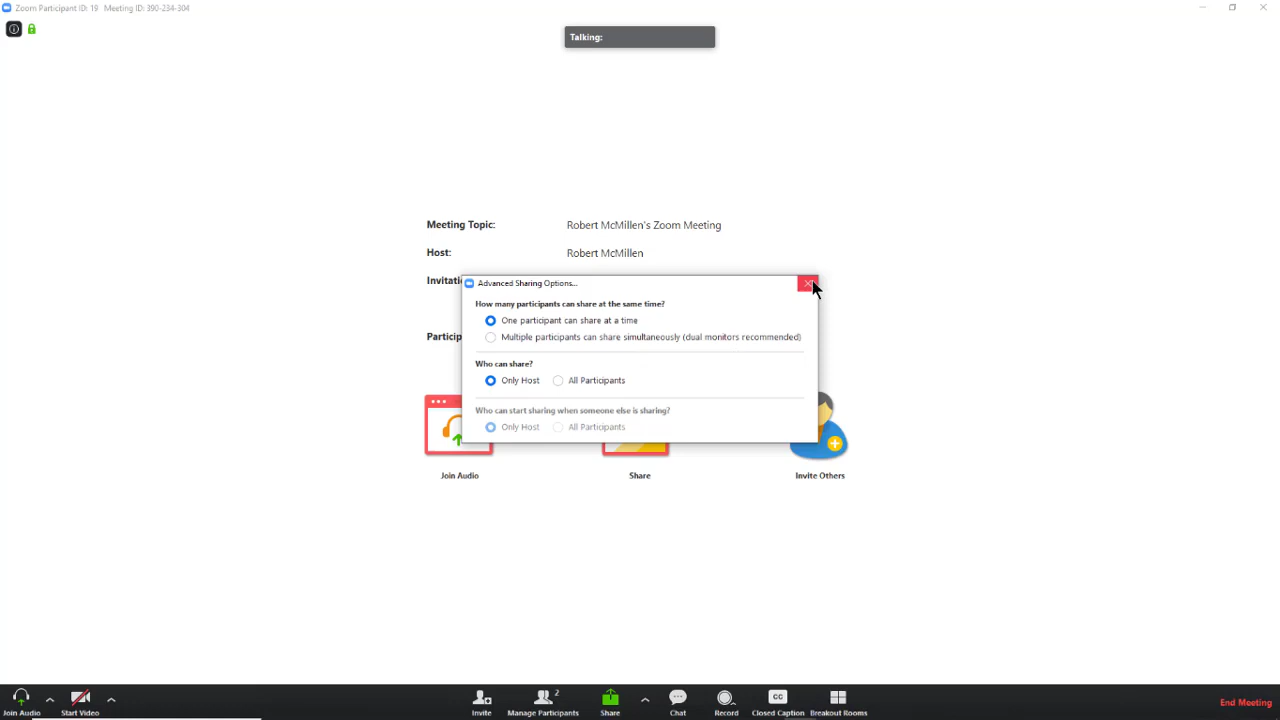 Zoom Participant ID: 19 Meeting ID: 390-234-304
Talking:
Meeting Topic: Robert McMillen's Zoom Meeting
Host: Robert McMillen
Invitati
Advanced Sharing Options...
How many participants can share at the same time?
One participant can share at a time
Multiple participants can share simultaneously (dual monitors recommended)
Particip
Who can share?
Only Host All Participants
Who can start sharing when someone else is sharing?
Only Host All Participants
Join Audio Share Invite Others
Join Audio Start Video Invite Manage Participants 2 Share Chat Record CC Closed Caption Breakout Rooms End Meeting